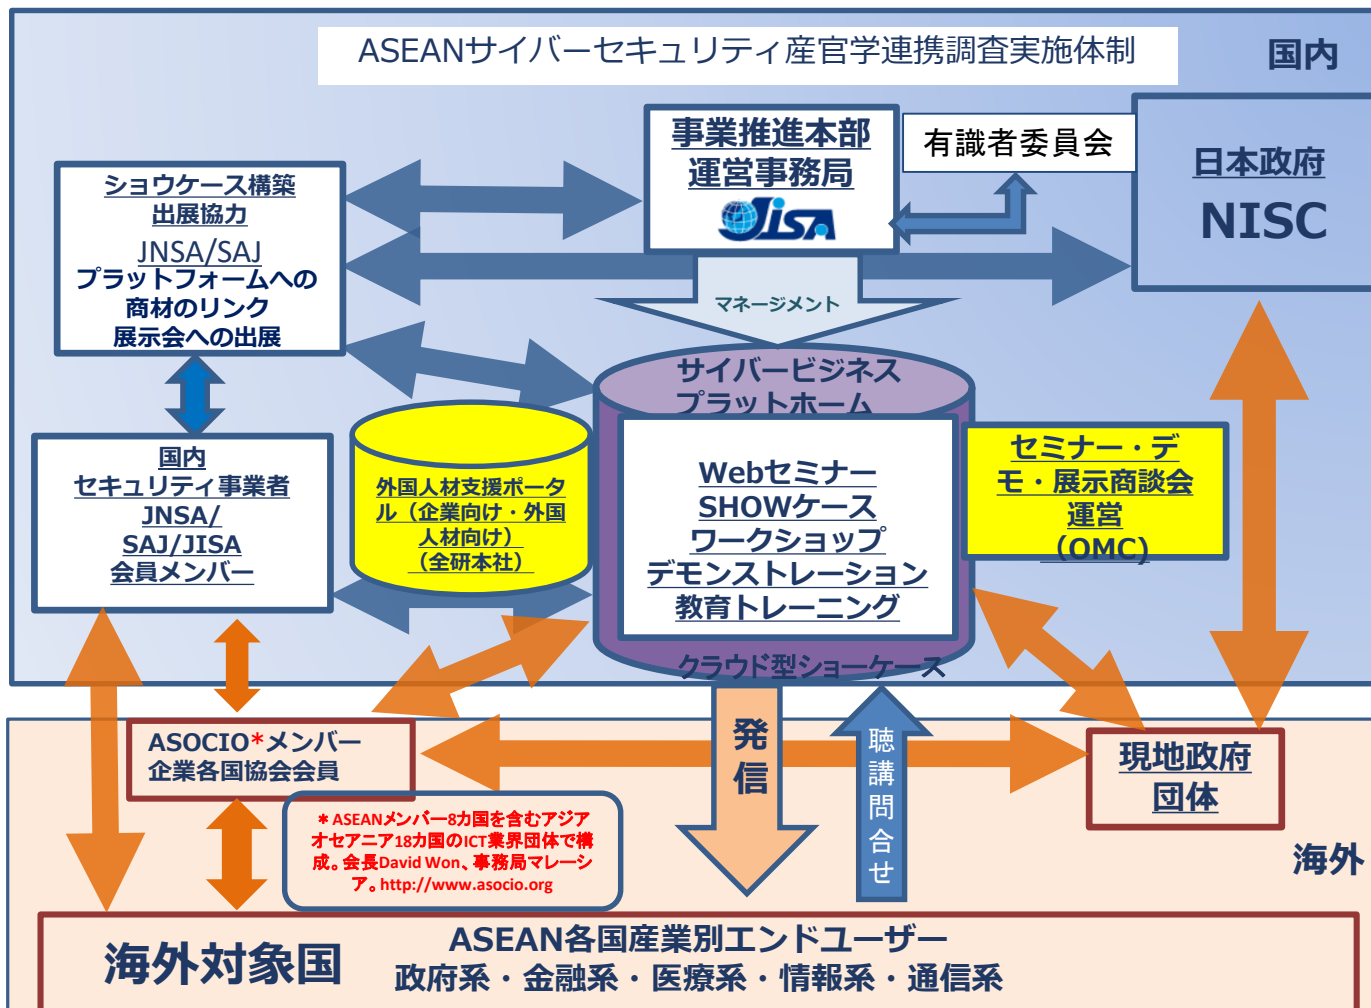 ASEANサイバーセキュリティ産官学連携調査実施体制
国内
事業推進本部
運営事務局
JiSA
有識者委員会
日本政府
NISC
ショウケース構築
出展協力
JNSA/SAJ
プラットフォームへの
商材のリンク
展示会への出展
マネージメント
サイバービジネス
プラットホーム
Webセミナー
SHOWケース
ワークショップ
デモンストレーション
教育トレーニング
クラウド型ショーケース
国内
セキュリティ事業者
JNSA/
SAJ/JISA
会員メンバー
外国人材支援ポータ
ル（企業向け・外国
人材向け）
（全研本社）
セミナー・デ
モ・展示商談会
運営
（OMC)
ASOCIO*メンバー
企業各国協会会員
発信
聴講問合せ
現地政府
団体
海外
＊ASEANメンバー8カ国を含むアジア
オセアニア18カ国のICT業界団体で構
成。会長David Won、事務局マレーシ
ア。http://www.asocio.org
海外対象国
ASEAN各国産業別エンドユーザー
政府系・金融系・医療系・情報系・通信系